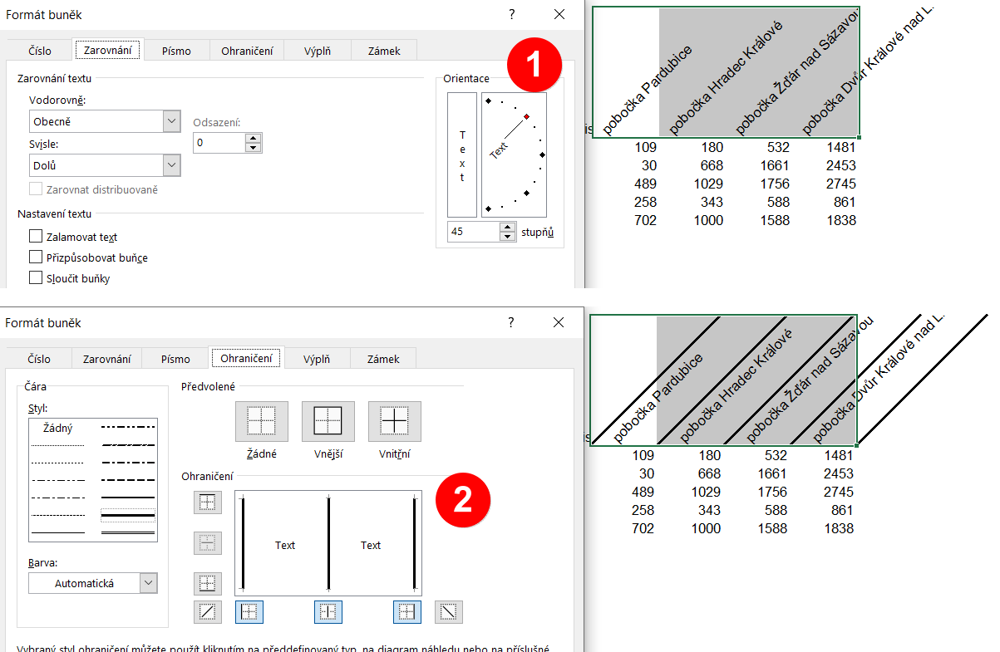 Formát buněk ?
Číslo Zarovnání Písmo Ohraničení Výplň Zámek
1
Zarovnání textu
Vodorovně:
Obecně
Odsazení:
0
Svisle:
Dolů
Zarovnat distribuovaně
Nastavení textu
Zalamovat text
Přizpůsobovat buňce
Sloučit buňky
Orientace
Text
Text
45 stupňů
pobočka Pardubice
pobočka Hradec Králové
pobočka Žďár nad Sázavou
pobočka Dvůr Králové nad L.
is
109 180 532 1481
30 668 1661 2453
489 1029 1756 2745
258 343 588 861
702 1000 1588 1838
Formát buněk ?
Číslo Zarovnání Písmo Ohraničení Výplň Zámek
Čára
Styl:
Žádný
Barva:
Automatická
Předvolené
Žádné Vnější Vnitřní
Ohraničení
2
Text Text
Vybraný styl ohraničení můžete použít kliknutím na předdefinovaný typ, na diagram náhledu nebo na příslušné
pobočka Pardubice
pobočka Hradec Králové
pobočka Žďár nad Sázavou
pobočka Dvůr Králové nad L.
is
109 180 532 1481
30 668 1661 2453
489 1029 1756 2745
258 343 588 861
702 1000 1588 1838